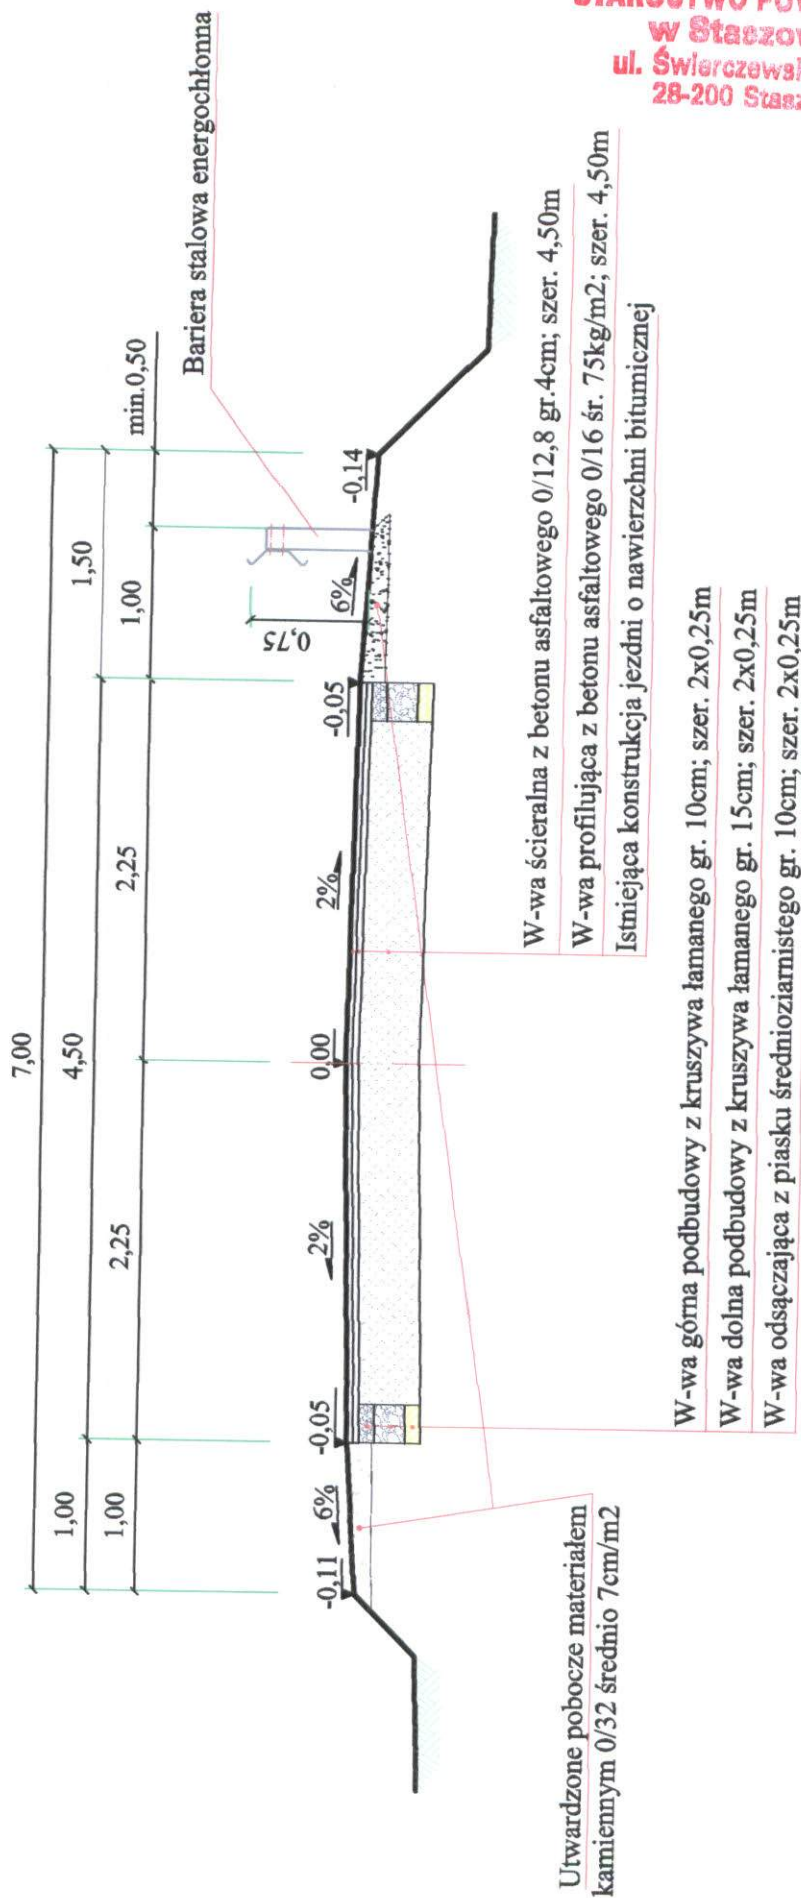 STAROSTWO POW
w Staszow
ul. Świerczewsk
28-200 Stasz
7,00
1,00
4,50
1,50
1,00
2,25
2,25
1,00
min.0,50
Bariera stalowa energochłonna
-0,11
6%
-0,05
2%
0,00
2%
-0,05
0,75
6%
-0,14
W-wa ścieralna z betonu asfaltowego 0/12,8 gr.4cm; szer. 4,50m
W-wa profilująca z betonu asfaltowego 0/16 śr. 75kg/m2; szer. 4,50m
Istniejąca konstrukcja jezdni o nawierzchni bitumicznej
Utwardzone pobocze materiałem
kamiennym 0/32 średnio 7cm/m2
W-wa górna podbudowy z kruszywa łamanego gr. 10cm; szer. 2x0,25m
W-wa dolna podbudowy z kruszywa łamanego gr. 15cm; szer. 2x0,25m
W-wa odsączająca z piasku średnioziarnistego gr. 10cm; szer. 2x0,25m